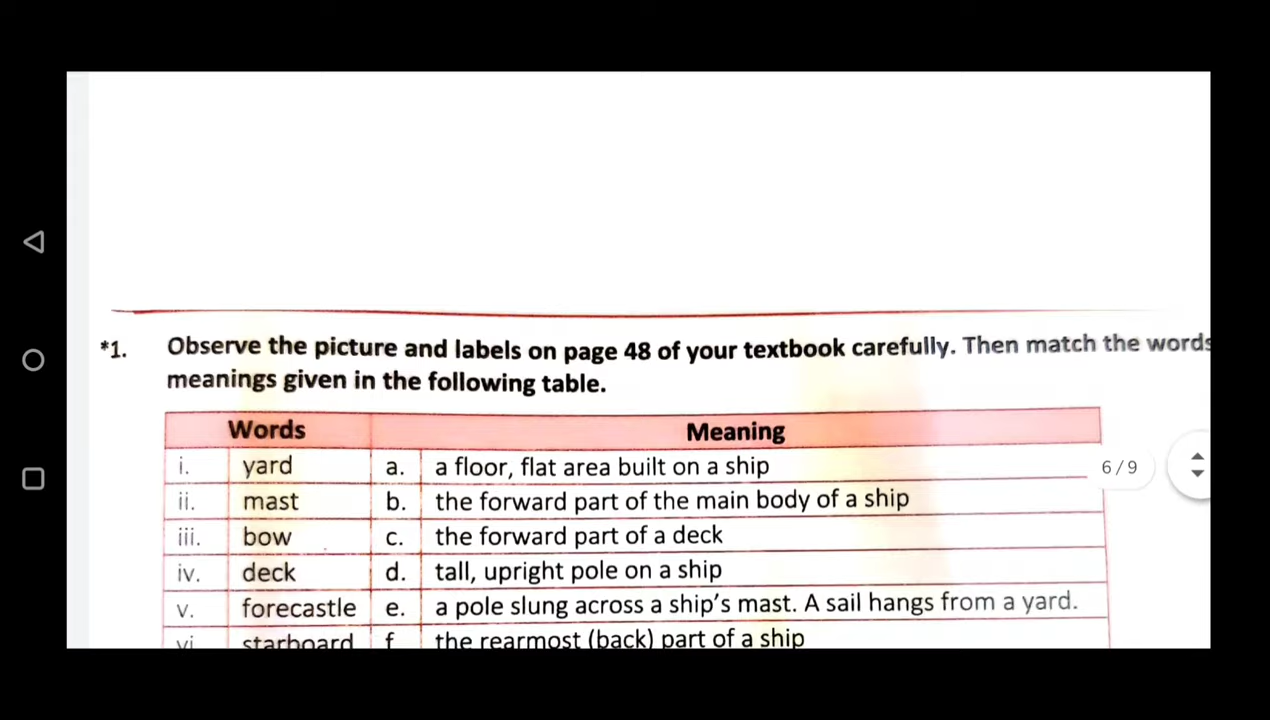 *1. Observe the picture and labels on page 48 of your textbook carefully. Then match the words
meanings given in the following table.
Words Meaning
i. yard a. a floor, flat area built on a ship
6/9
ii. mast b. the forward part of the main body of a ship
iii. bow c. the forward part of a deck
iv. deck d. tall, upright pole on a ship
v. forecastle e. a pole slung across a ship's mast. A sail hangs from a yard.
vi starboard f the rearmost (back) part of a ship